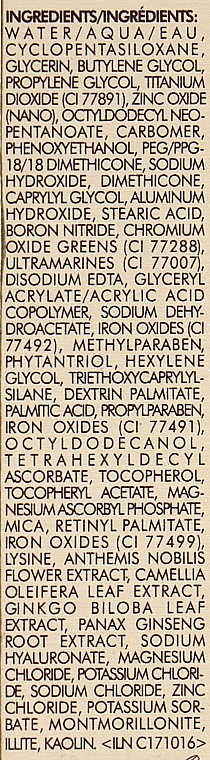 INGREDIENTS/INGRÉDIENTS:
WATER/AQUA/EAU,
CYCLOPENTASILOXANE,
GLYCERIN, BUTYLENE GLYCOL,
PROPYLENE GLYCOL, TITANIUM
DIOXIDE (CI 77891), ZINC OXIDE
(NANO), OCTYLDODECYL NEO-
PENTANOATE, CARBOMER,
PHENOXYETHANOL, PEG/PPG-
18/18 DIMETHICONE, SODIUM
HYDROXIDE, DIMETHICONE,
CAPRYLYL GLYCOL, ALUMINUM
HYDROXIDE, STEARIC ACID,
BORON NITRIDE, CHROMIUM
OXIDE GREENS (CI 77288),
ULTRAMARINES (CI 77007),
DISODIUM EDTA, GLYCERYL
ACRYLATE/ACRYLIC ACID
COPOLYMER, SODIUM DEHY-
DROACETATE, IRON OXIDES (CI
77492), METHYLPARABEN,
PHYTANTRIOL, HEXYLENE
GLYCOL, TRIETHOXYCAPRYLYL-
SILANE, DEXTRIN PALMITATE,
PALMITIC ACID, PROPYLPARABEN,
IRON OXIDES (CI 77491),
OCTYLDODECANOL,
TETRAHEXYLDECYL
ASCORBATE, TOCOPHEROL,
TOCOPHERYL ACETATE, MAG-
NESIUM ASCORBYL PHOSPHATE,
MICA, RETINYL PALMITATE,
IRON OXIDES (CI 77499),
LYSINE, ANTHEMIS NOBILIS
FLOWER EXTRACT, CAMELLIA
OLEIFERA LEAF EXTRACT,
GINKGO BILOBA LEAF
EXTRACT, PANAX GINSENG
ROOT EXTRACT, SODIUM
HYALURONATE, MAGNESIUM
CHLORIDE, POTASSIUM CHLORI-
DE, SODIUM CHLORIDE, ZINC
CHLORIDE, POTASSIUM SOR-
BATE, MONTMORILLONITE,
ILLITE, KAOLIN. <ILN C171016>